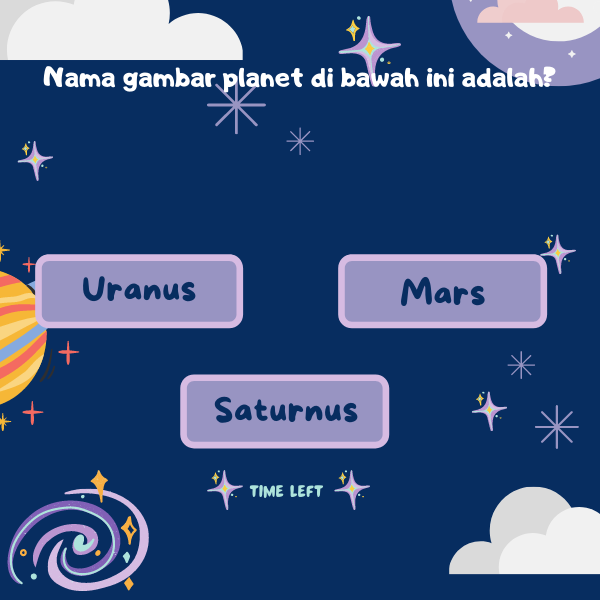 Nama gambar planet di bawah ini adalah?
Uranus
Mars
Saturnus
TIME LEFT